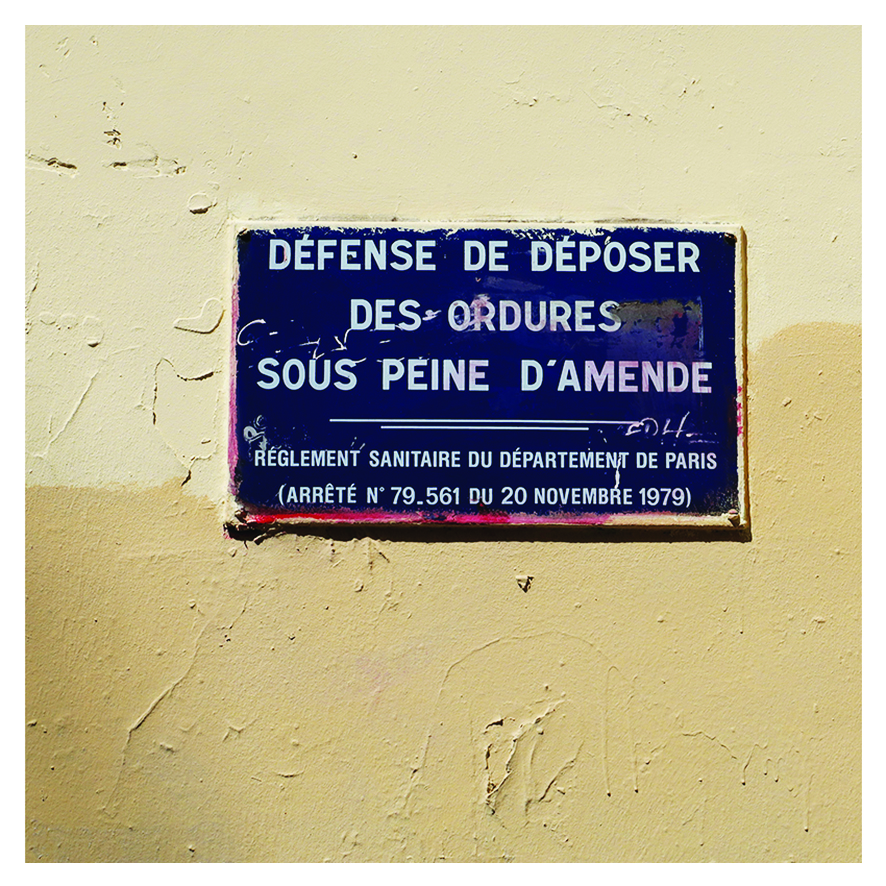 DÉFENSE DE DÉPOSER
DES ORDURES
SOUS PEINE D'AMENDE
RÉGLEMENT SANITAIRE DU DÉPARTEMENT DE PARIS
(ARRÊTÉ N° 79_561 DU 20 NOVEMBRE 1979)